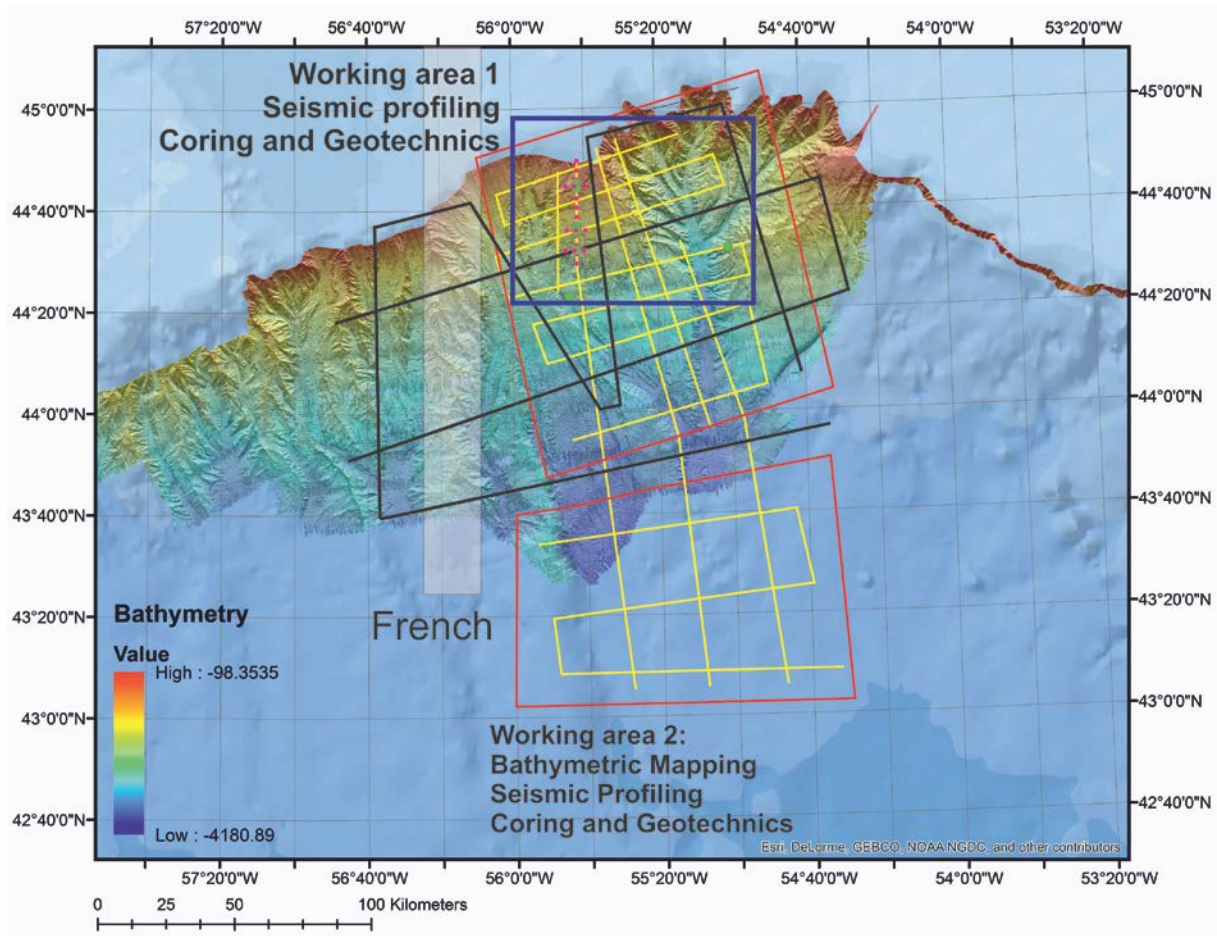 57°20'0"W 56°40'0"W 56°0'0"W 55°20'0"W 54°40'0"W 54°0'0"W 53°20'0"W
Working area 1
Seismic profiling
Coring and Geotechnics
45°0'0"N
45°0'0"N
44°40'0"N
44°40'0"N
44°20'0"N
44°20'0"N
44°0'0"N
44°0'0"N
43°40'0"N
43°40'0"N
French
43°20'0"N
43°20'0"N
Bathymetry
Value
High : -98.3535
Low : -4180.89
43°0'0"N
43°0'0"N
Working area 2:
Bathymetric Mapping
Seismic Profiling
Coring and Geotechnics
42°40'0"N
42°40'0"N
Esri, DeLorme, GEBCO, NOAA NGDC, and other contributors
57°20'0"W 56°40'0"W 56°0'0"W 55°20'0"W 54°40'0"W 54°0'0"W 53°20'0"W
0 25 50 100 Kilometers